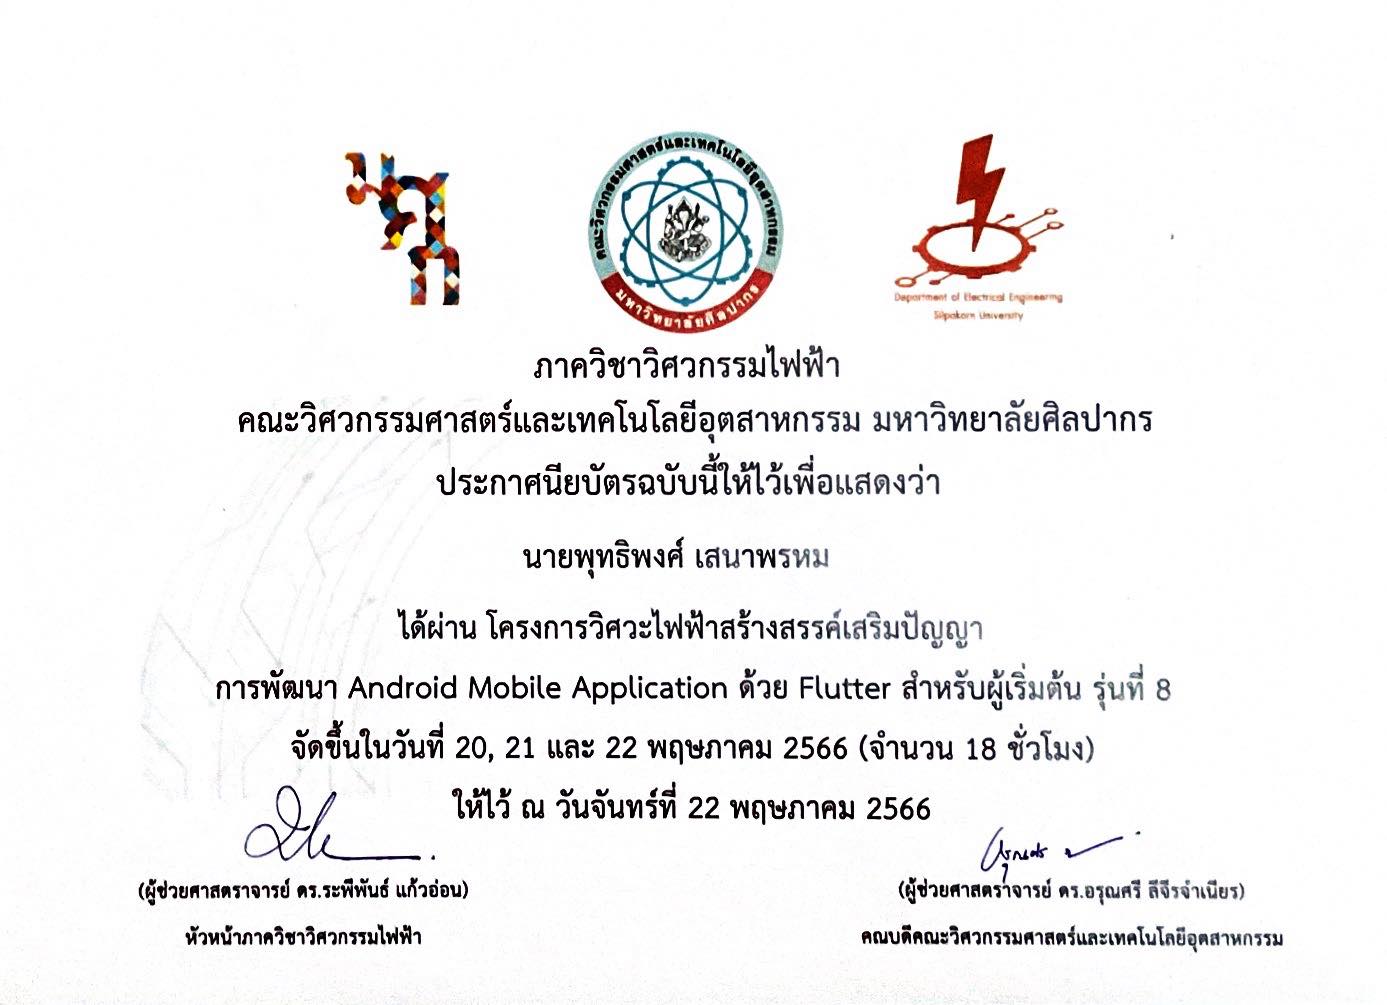 มศก
คณะวิศวกรรมศาสตร์และเทคโนโลยีอุตสาหกรรม
มหาวิทยาลัยศิลปากร
Department of Electrical Engineering
Silpakorn University
ภาควิชาวิศวกรรมไฟฟ้า
คณะวิศวกรรมศาสตร์และเทคโนโลยีอุตสาหกรรม มหาวิทยาลัยศิลปากร
ประกาศนียบัตรฉบับนี้ให้ไว้เพื่อแสดงว่า
นายพุทธิพงศ์ เสนาพรหม
ได้ผ่าน โครงการวิศวะไฟฟ้าสร้างสรรค์เสริมปัญญา
การพัฒนา Android Mobile Application ด้วย Flutter สำหรับผู้เริ่มต้น รุ่นที่ 8
จัดขึ้นในวันที่ 20, 21 และ 22 พฤษภาคม 2566 (จำนวน 18 ชั่วโมง)
ให้ไว้ ณ วันจันทร์ที่ 22 พฤษภาคม 2566
(ผู้ช่วยศาสตราจารย์ ดร.ระพีพันธ์ แก้วอ่อน)
หัวหน้าภาควิชาวิศวกรรมไฟฟ้า
(ผู้ช่วยศาสตราจารย์ ดร.อรุณศรี ลีจีรจำเนียร)
คณบดีคณะวิศวกรรมศาสตร์และเทคโนโลยีอุตสาหกรรม